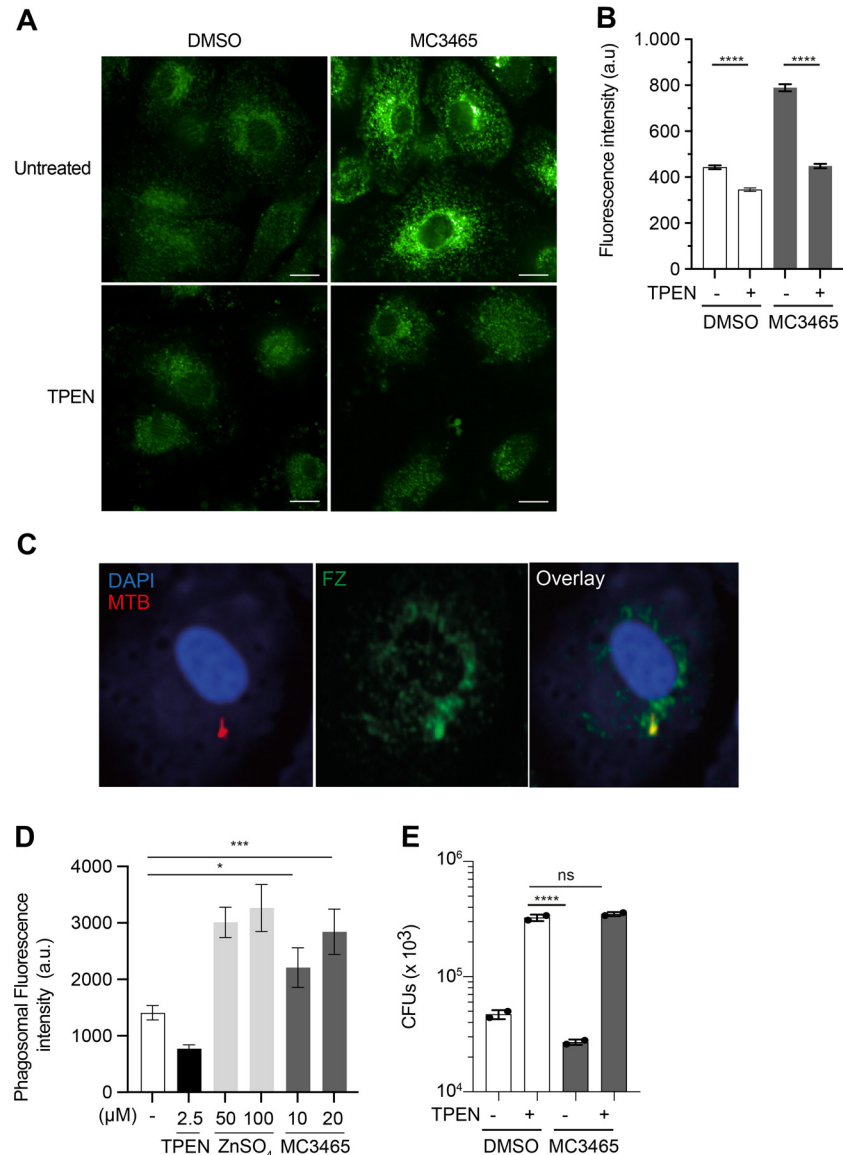 A
DMSO MC3465
Untreated
TPEN
B
Fluorescence intensity (a.u)
1.000
800
600
400
200
0
**** ****
TPEN - + - +
DMSO MC3465
C
DAPI
MTB
FZ
Overlay
D
Phagosomal Fluorescence
intensity (a.u.)
4000
3000
2000
1000
0
***
*
(µM) - 2.5 50 100 10 20
TPEN ZnSO₄ MC3465
E
CFUs (x 10³)
10⁶
10⁵
10⁴
ns
****
TPEN - + - +
DMSO MC3465